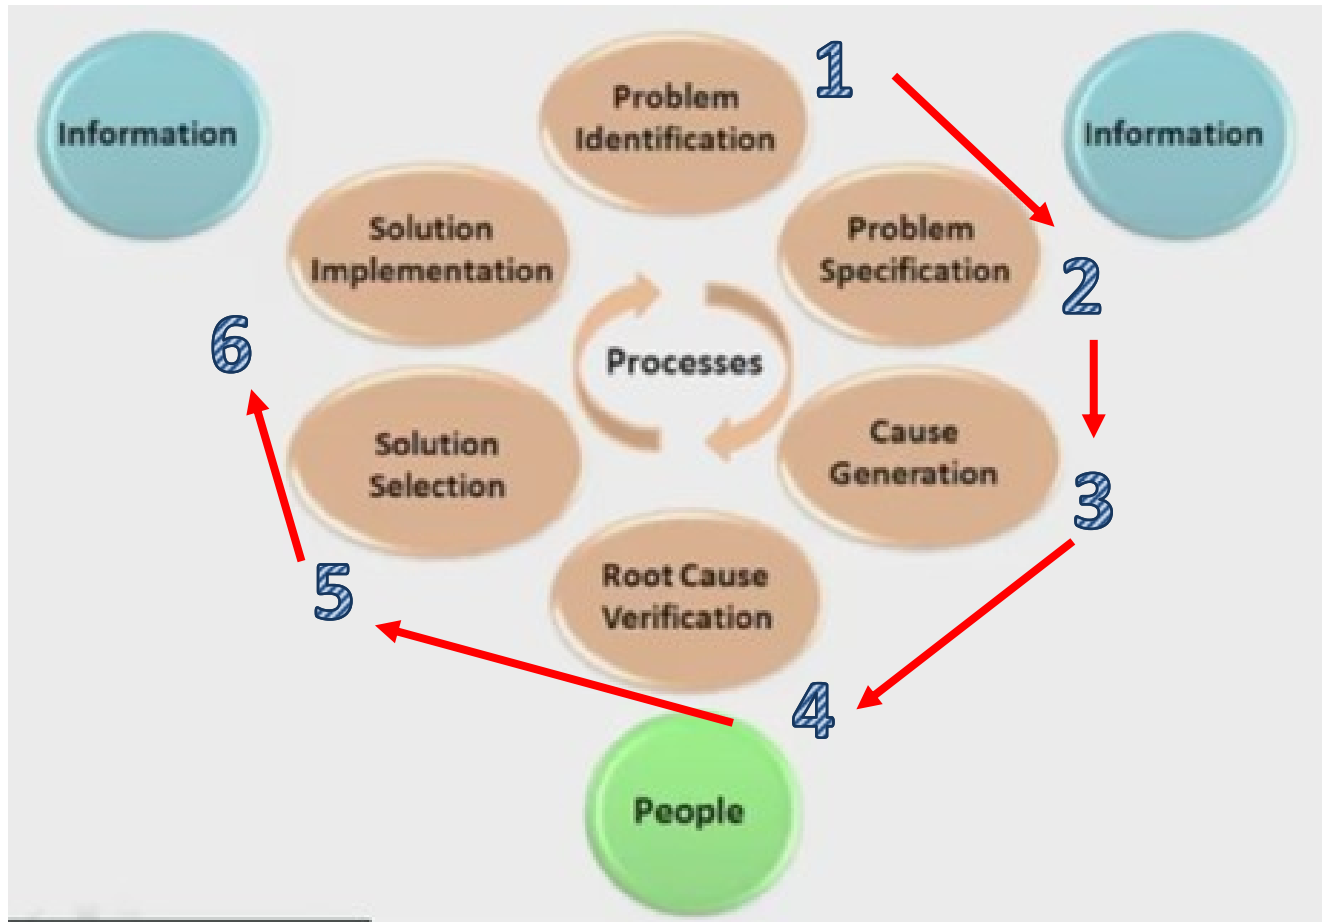 Information
Problem
Identification
1
Information
Solution
Implementation
Problem
Specification
2
6
Processes
Solution
Selection
Cause
Generation
3
5
Root Cause
Verification
4
People